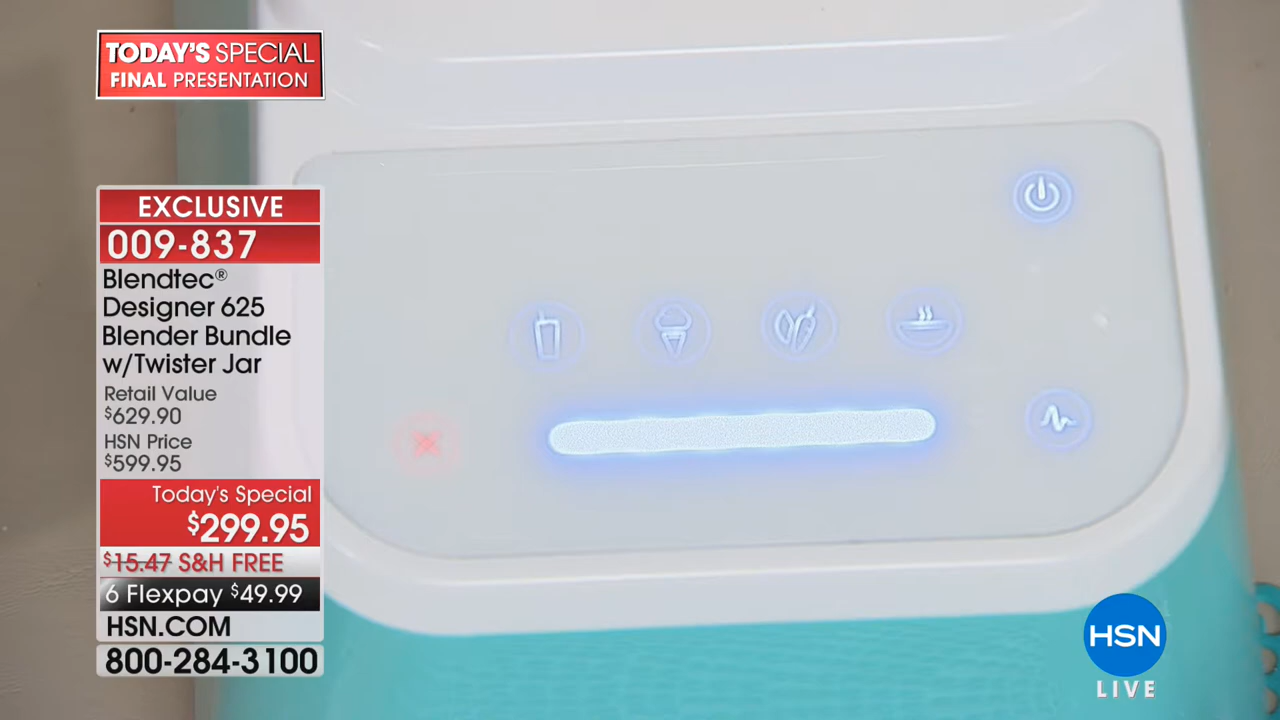 TODAY'S SPECIAL
FINAL PRESENTATION
EXCLUSIVE
009-837
Blendtec®
Designer 625
Blender Bundle
w/Twister Jar
Retail Value
$629.90
HSN Price
$599.95
Today's Special
$299.95
$15.47 S&H FREE
6 Flexpay $49.99
HSN.COM
800-284-3100
HSN
LIVE